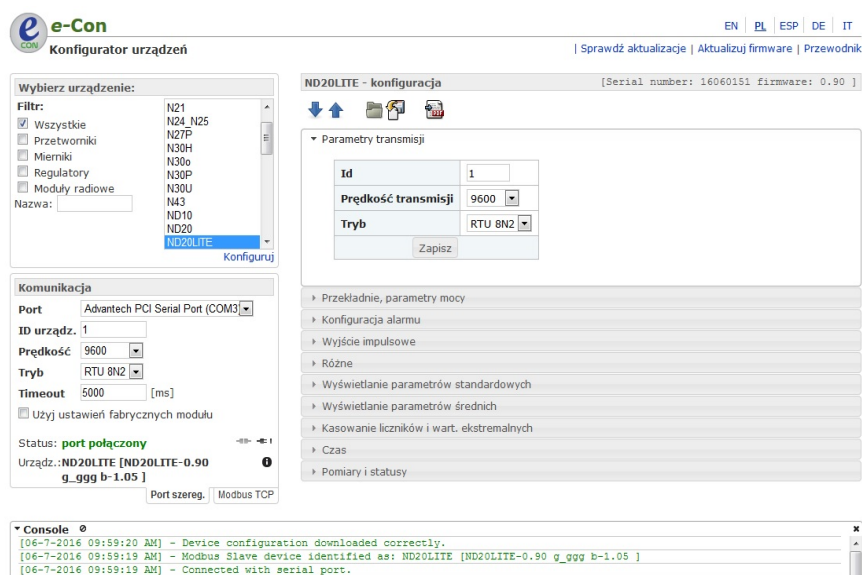 e-Con
e
CON
Konfigurator urządzeń
EN PL ESP DE IT
| Sprawdź aktualizacje | Aktualizuj firmware | Przewodnik
Wybierz urządzenie:
Filtr:
Wszystkie
Przetworniki
Mierniki
Regulatory
Moduły radiowe
Nazwa:
N21
N24_N25
N27P
N30H
N30o
N30P
N30U
N43
ND10
ND20
ND20LITE
Konfiguruj
Komunikacja
Port Advantech PCI Serial Port (COM3)
ID urządz. 1
Prędkość 9600
Tryb RTU 8N2
Timeout 5000 [ms]
Użyj ustawień fabrycznych modułu
Status: port połączony
Urządz.: ND20LITE [ND20LITE-0.90
g_ggg b-1.05 ]
Port szereg. Modbus TCP
ND20LITE - konfiguracja [Serial number: 16060151 firmware: 0.90 ]
PDF
Parametry transmisji
Id 1
Prędkość transmisji 9600
Tryb RTU 8N2
Zapisz
Przekładnie, parametry mocy
Konfiguracja alarmu
Wyjście impulsowe
Różne
Wyświetlanie parametrów standardowych
Wyświetlanie parametrów średnich
Kasowanie liczników i wart. ekstremalnych
Czas
Pomiary i statusy
Console
[06-7-2016 09:59:20 AM] - Device configuration downloaded correctly.
[06-7-2016 09:59:19 AM] - Modbus Slave device identified as: ND20LITE [ND20LITE-0.90 g_ggg b-1.05 ]
[06-7-2016 09:59:19 AM] - Connected with serial port.